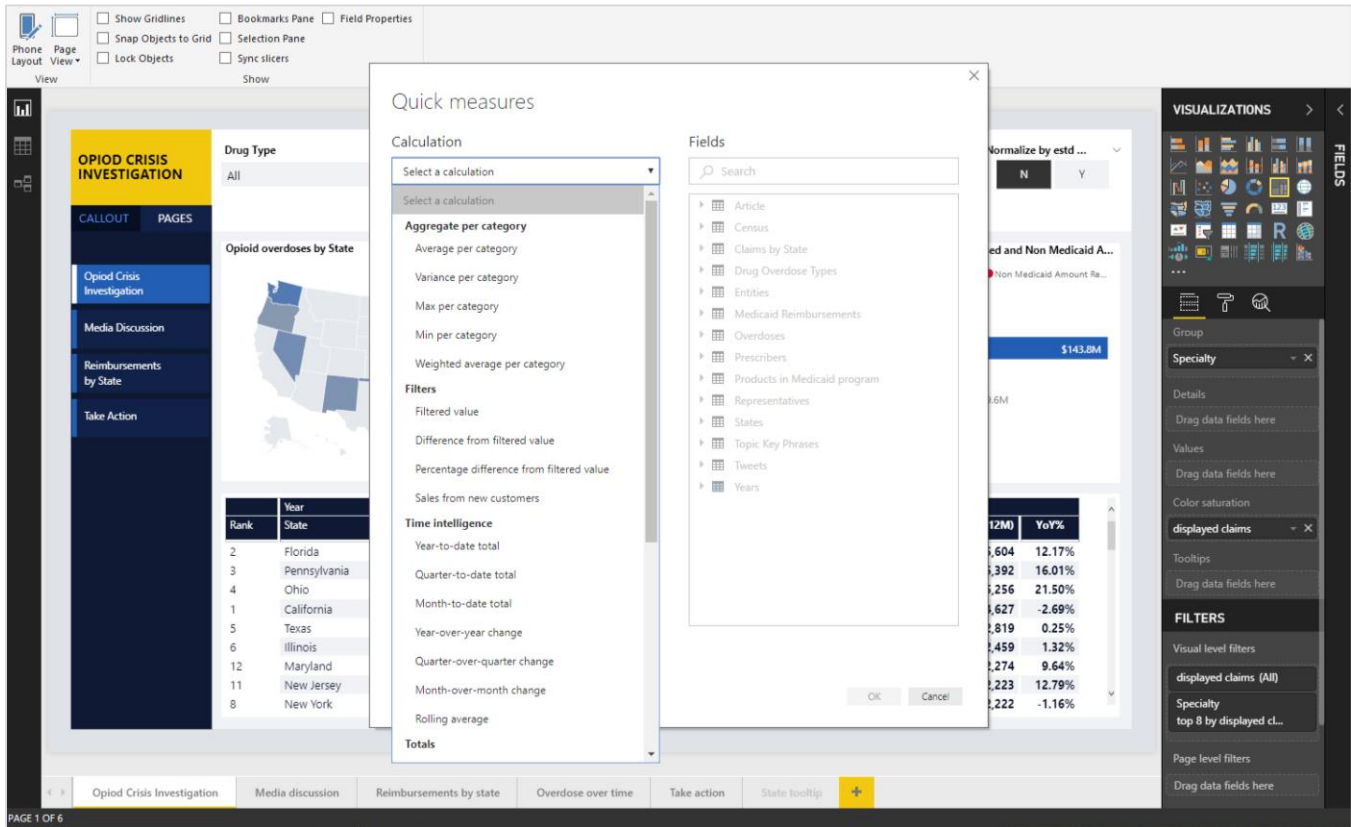 Show Gridlines
Bookmarks Pane
Field Properties
Snap Objects to Grid
Selection Pane
Lock Objects
Sync slicers
Phone Layout
Page View
View
Show
OPIOD CRISIS
INVESTIGATION
CALLOUT
PAGES
Opiod Crisis
Investigation
Media Discussion
Reimbursements
by State
Take Action
Drug Type
All
Opioid overdoses by State
Year
Rank
State
2 Florida
3 Pennsylvania
4 Ohio
1 California
5 Texas
6 Illinois
12 Maryland
11 New Jersey
8 New York
Quick measures
Calculation
Select a calculation
Select a calculation
Aggregate per category
Average per category
Variance per category
Max per category
Min per category
Weighted average per category
Filters
Filtered value
Difference from filtered value
Percentage difference from filtered value
Sales from new customers
Time intelligence
Year-to-date total
Quarter-to-date total
Month-to-date total
Year-over-year change
Quarter-over-quarter change
Month-over-month change
Rolling average
Totals
Fields
Search
Article
Census
Claims by State
Drug Overdose Types
Entities
Medicaid Reimbursements
Overdoses
Prescribers
Products in Medicaid program
Representatives
States
Topic Key Phrases
Tweets
Years
OK
Cancel
Normalize by estd ...
N
Y
ed and Non Medicaid A...
Non Medicaid Amount Re...
$143.8M
.6M
12M) YoY%
,604 12.17%
,392 16.01%
,256 21.50%
,627 -2.69%
,819 0.25%
,459 1.32%
,274 9.64%
,223 12.79%
,222 -1.16%
VISUALIZATIONS
FIELDS
Group
Specialty
Details
Drag data fields here
Values
Drag data fields here
Color saturation
displayed claims
Tooltips
Drag data fields here
FILTERS
Visual level filters
displayed claims (All)
Specialty
top 8 by displayed cl...
Page level filters
Drag data fields here
Opiod Crisis Investigation
Media discussion
Reimbursements by state
Overdose over time
Take action
State tooltip
PAGE 1 OF 6